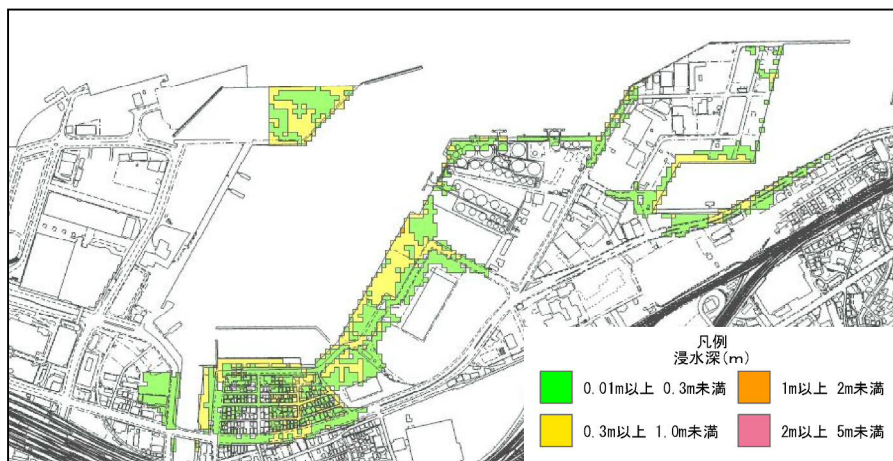 凡例
浸水深(m)
0.01m以上 0.3m未満
1m以上 2m未満
0.3m以上 1.0m未満
2m以上 5m未満